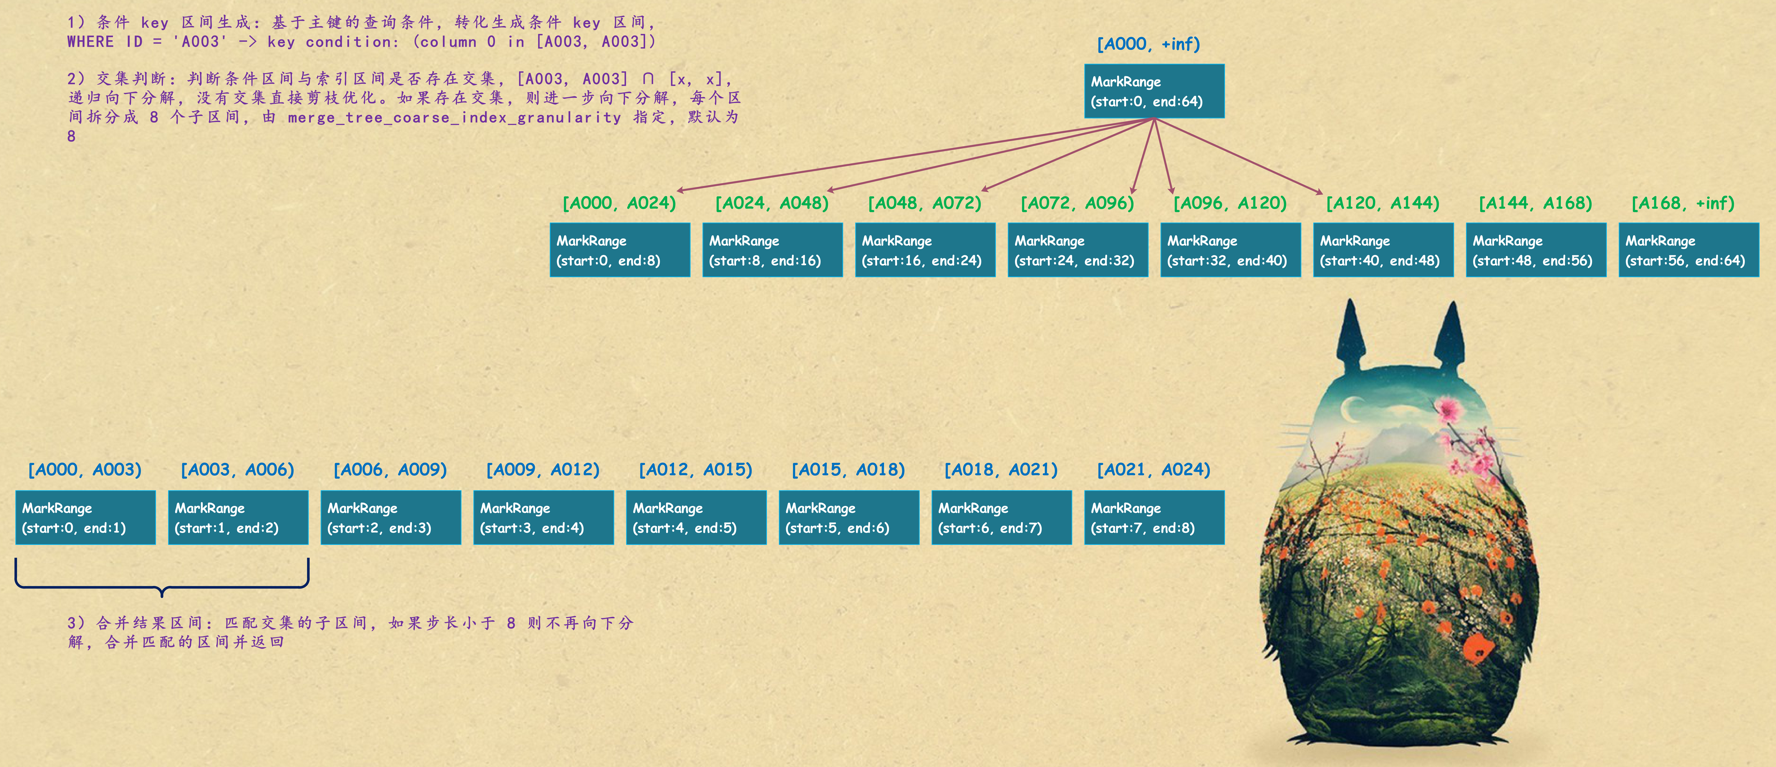 1) 条件 key 区间生成: 基于主键的查询条件, 转化生成条件 key 区间,
WHERE ID = 'A003' -> key condition: (column 0 in [A003, A003])
2) 交集判断: 判断条件区间与索引区间是否存在交集, [A003, A003] ∩ [x, x],
递归向下分解, 没有交集直接剪枝优化。如果存在交集, 则进一步向下分解, 每个区
间拆分成 8 个子区间, 由 merge_tree_coarse_index_granularity 指定, 默认为
8
[A000, +inf)
MarkRange
(start:0, end:64)
[A000, A024)
MarkRange
(start:0, end:8)
[A024, A048)
MarkRange
(start:8, end:16)
[A048, A072)
MarkRange
(start:16, end:24)
[A072, A096)
MarkRange
(start:24, end:32)
[A096, A120)
MarkRange
(start:32, end:40)
[A120, A144)
MarkRange
(start:40, end:48)
[A144, A168)
MarkRange
(start:48, end:56)
[A168, +inf)
MarkRange
(start:56, end:64)
[A000, A003)
MarkRange
(start:0, end:1)
[A003, A006)
MarkRange
(start:1, end:2)
[A006, A009)
MarkRange
(start:2, end:3)
[A009, A012)
MarkRange
(start:3, end:4)
[A012, A015)
MarkRange
(start:4, end:5)
[A015, A018)
MarkRange
(start:5, end:6)
[A018, A021)
MarkRange
(start:6, end:7)
[A021, A024)
MarkRange
(start:7, end:8)
3) 合并结果区间: 匹配交集的子区间, 如果步长小于 8 则不再向下分
解, 合并匹配的区间并返回